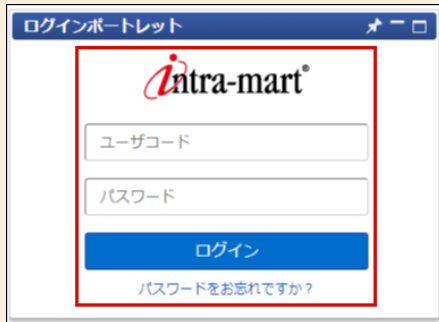 ログインポートレット
intra-mart®
ユーザコード
パスワード
ログイン
パスワードをお忘れですか？